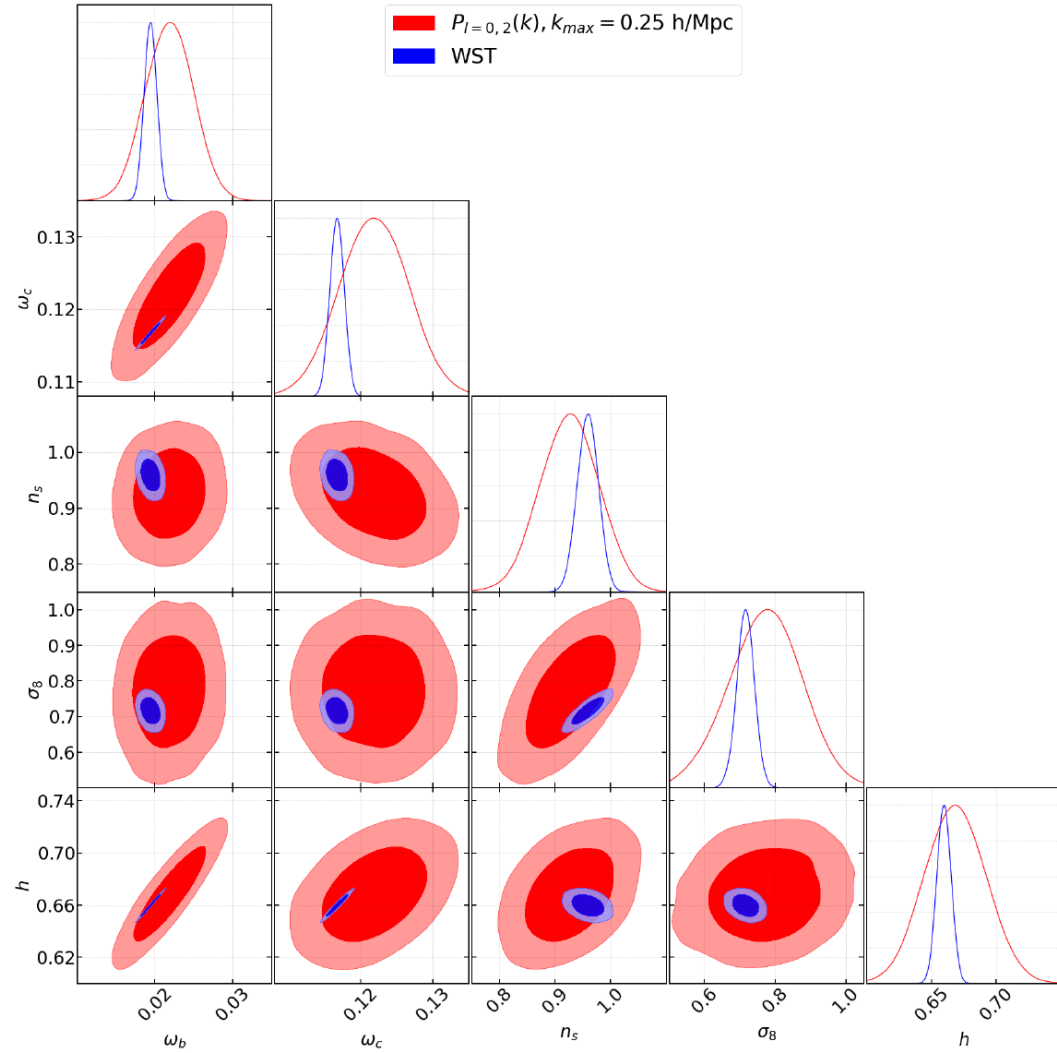 P_{l=0,2}(k), k_{max} = 0.25 h/Mpc
WST
0.13
0.12
0.11
ω_c
1.0
0.9
0.8
n_s
1.0
0.9
0.8
0.7
0.6
σ_8
0.74
0.70
0.66
0.62
h
0.02 0.03 0.12 0.13 0.8 0.9 1.0 0.6 0.8 1.0 0.65 0.70
ω_b ω_c n_s σ_8 h